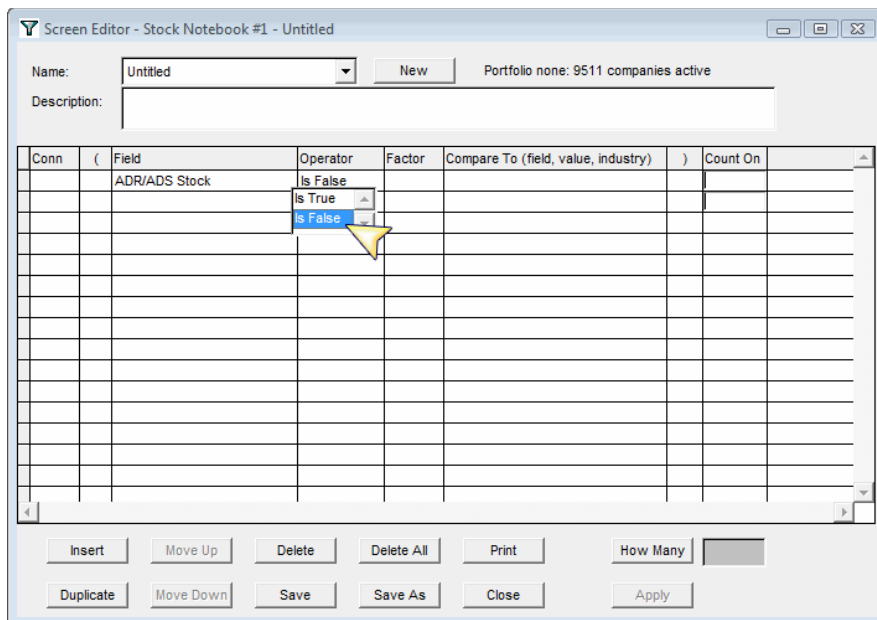 Screen Editor - Stock Notebook #1 - Untitled
Name: Untitled New Portfolio none: 9511 companies active
Description:
Conn ( Field Operator Factor Compare To (field, value, industry) ) Count On
ADR/ADS Stock Is False
Is True
Is False
Insert Move Up Delete Delete All Print How Many
Duplicate Move Down Save Save As Close Apply